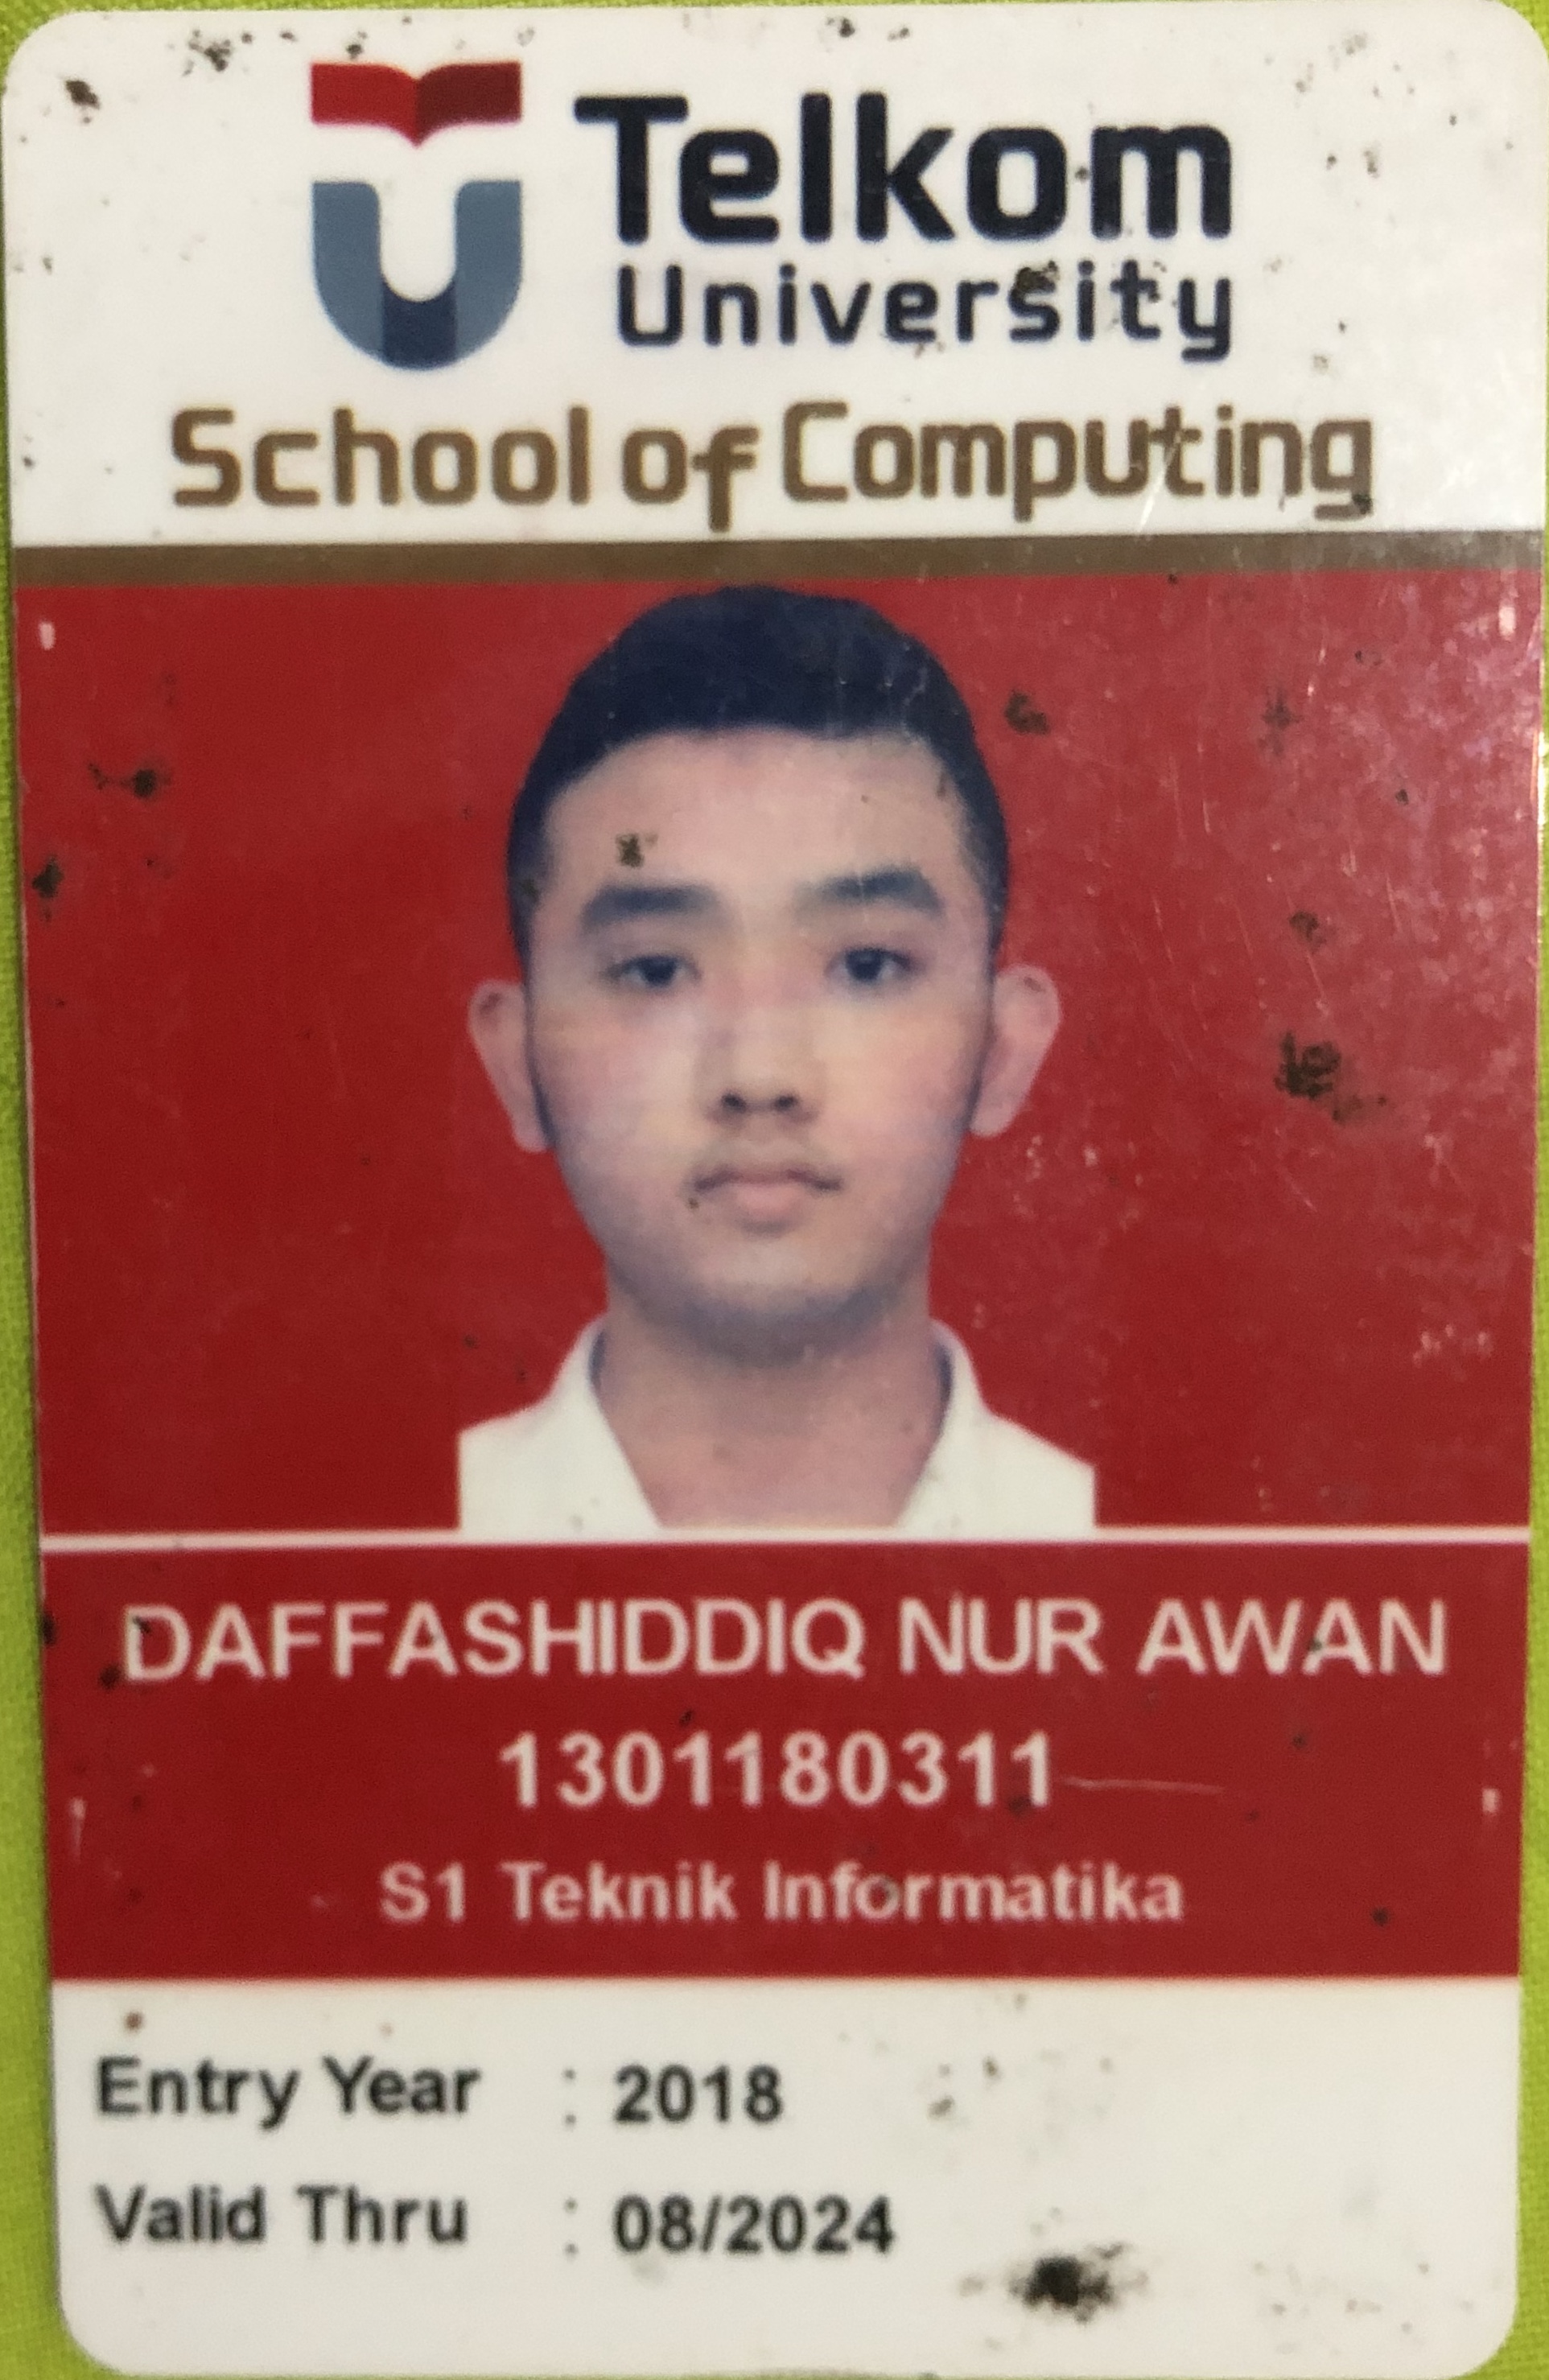 Telkom
University
School of Computing
DAFFASHIDDIQ NUR AWAN
1301180311
S1 Teknik Informatika
Entry Year : 2018
Valid Thru : 08/2024